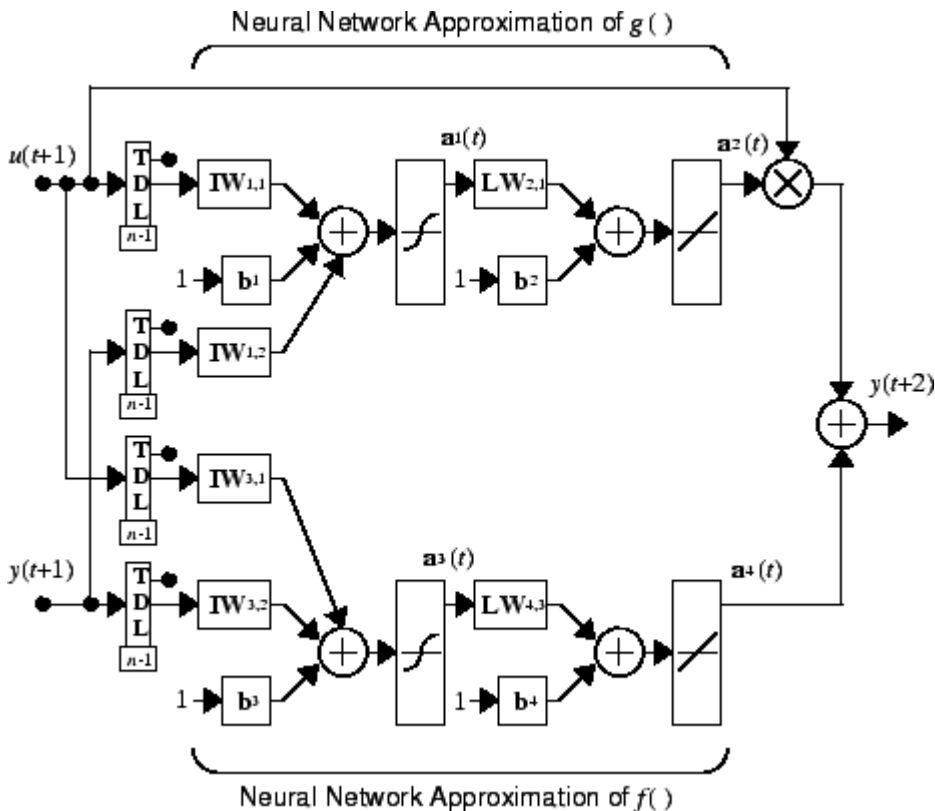 Neural Network Approximation of g ( )
a1(t)
a2(t)
u(t+1)
T
D
L
n-1
IW1,1
LW2,1
1
b1
1
b2
T
D
L
n-1
IW1,2
y(t+2)
T
D
L
n-1
IW3,1
y(t+1)
a3 (t)
a4 (t)
T
D
L
n-1
IW3,2
LW4,3
1
b3
1
b4
Neural Network Approximation of f( )